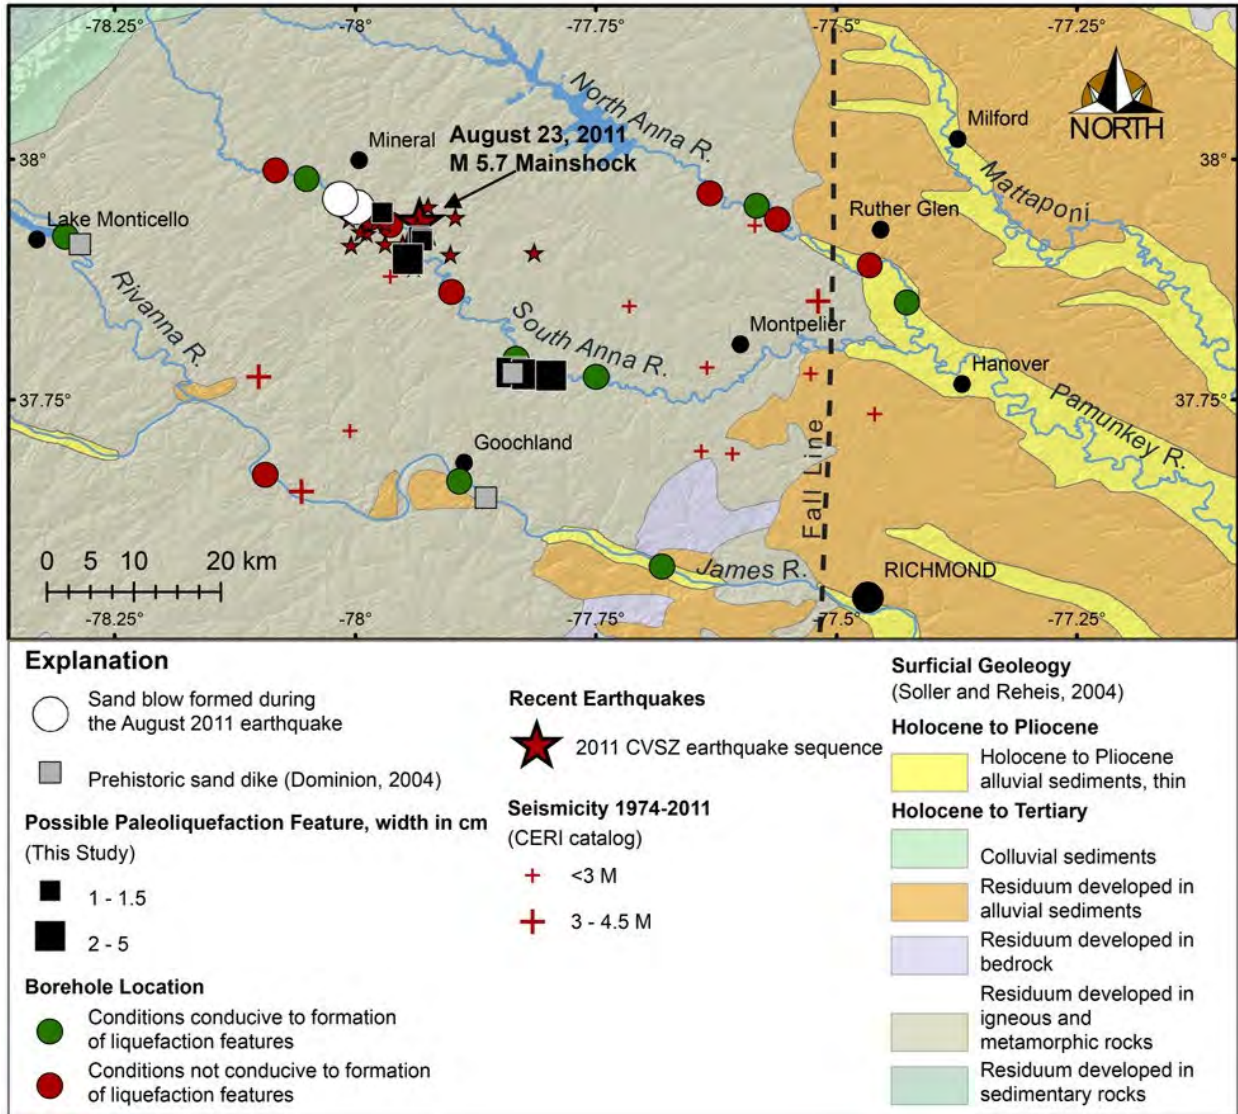 -78.25°
-78°
-77.75°
-77.5°
-77.25°
North Anna R.
August 23, 2011
M 5.7 Mainshock
Mineral
Milford
NORTH
38°
38°
Mattaponi
Lake Monticello
Ruther Glen
Rivanna R.
South Anna R.
Montpelier
Hanover
37.75°
37.75°
Pamunkey R.
Goochland
Fall Line
0 5 10 20 km
James R.
RICHMOND
-78.25°
-78°
-77.75°
-77.5°
-77.25°
Explanation
Sand blow formed during
the August 2011 earthquake
Prehistoric sand dike (Dominion, 2004)
Possible Paleoliquefaction Feature, width in cm
(This Study)
1 - 1.5
2 - 5
Borehole Location
Conditions conducive to formation
of liquefaction features
Conditions not conducive to formation
of liquefaction features
Recent Earthquakes
2011 CVSZ earthquake sequence
Seismicity 1974-2011
(CERI catalog)
<3 M
3 - 4.5 M
Surficial Geoleogy
(Soller and Reheis, 2004)
Holocene to Pliocene
Holocene to Pliocene
alluvial sediments, thin
Holocene to Tertiary
Colluvial sediments
Residuum developed in
alluvial sediments
Residuum developed in
bedrock
Residuum developed in
igneous and
metamorphic rocks
Residuum developed in
sedimentary rocks